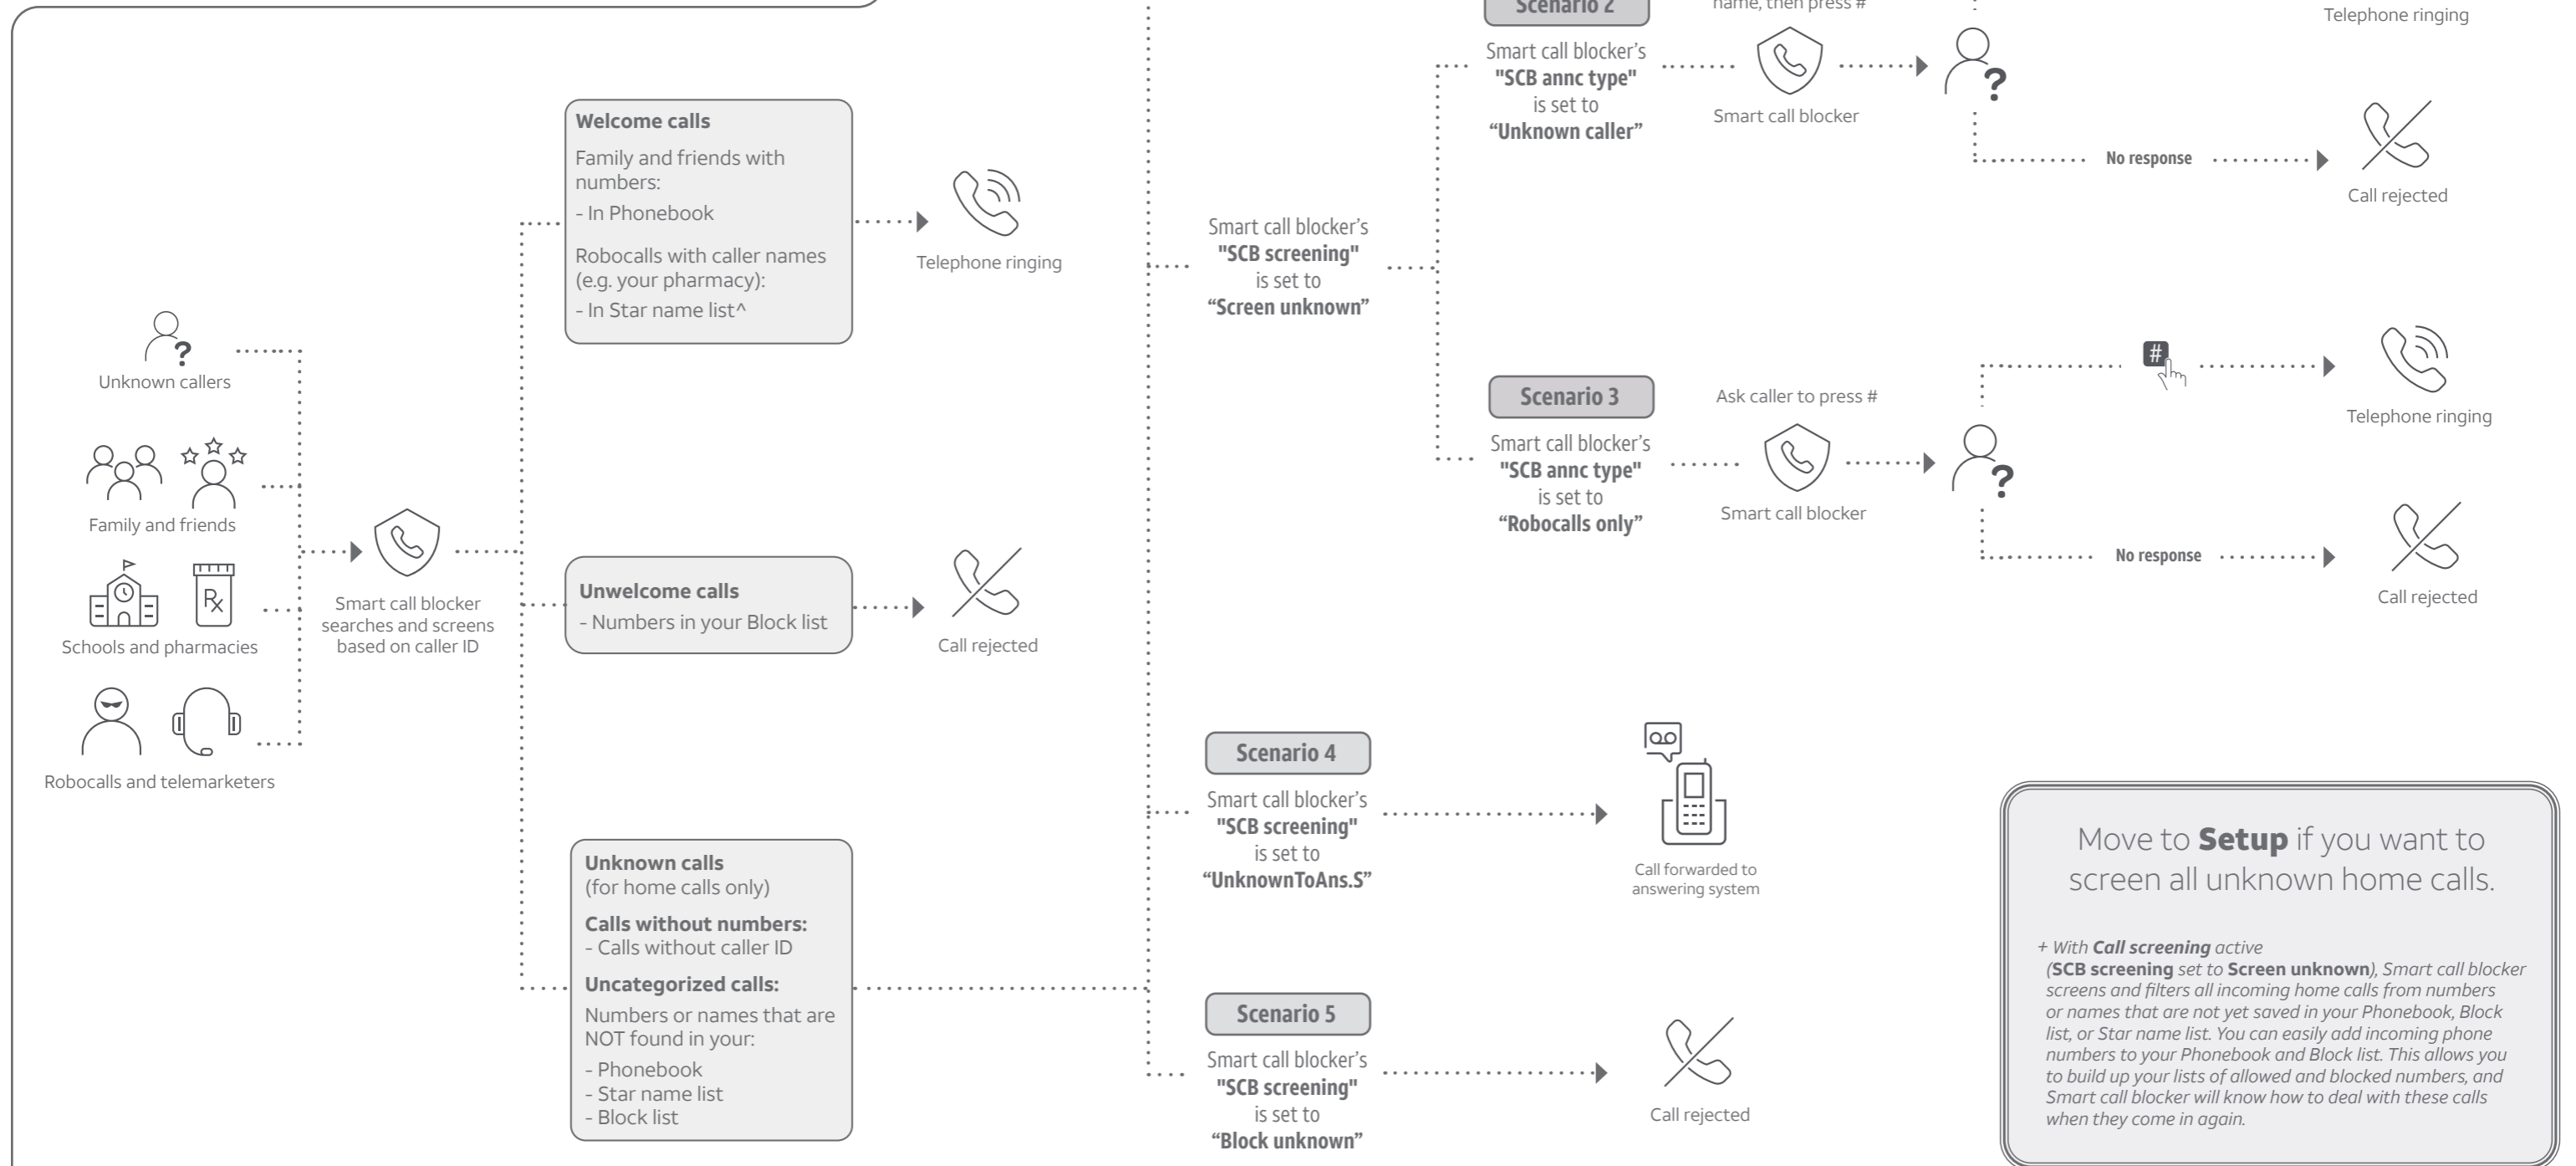 Unknown callers
Family and friends
Schools and pharmacies
Robocalls and telemarketers
Smart call blocker
searches and screens
based on caller ID
Welcome calls
Family and friends with
numbers:
- In Phonebook
Robocalls with caller names
(e.g. your pharmacy):
- In Star name list^
Telephone ringing
Unwelcome calls
- Numbers in your Block list
Call rejected
Unknown calls
(for home calls only)
Calls without numbers:
- Calls without caller ID
Uncategorized calls:
Numbers or names that are
NOT found in your:
- Phonebook
- Star name list
- Block list
Smart call blocker’s
"SCB screening"
is set to
“Screen unknown”
Scenario 2
Smart call blocker’s
"SCB annc type"
is set to
“Unknown caller”
name, then press #
Smart call blocker
?
Telephone ringing
No response
Call rejected
Scenario 3
Smart call blocker’s
"SCB annc type"
is set to
“Robocalls only”
Ask caller to press #
Smart call blocker
?
#
Telephone ringing
No response
Call rejected
Scenario 4
Smart call blocker’s
"SCB screening"
is set to
“UnknownToAns.S”
Call forwarded to
answering system
Scenario 5
Smart call blocker’s
"SCB screening"
is set to
“Block unknown”
Call rejected
Move to Setup if you want to
screen all unknown home calls.
+ With Call screening active
(SCB screening set to Screen unknown), Smart call blocker
screens and filters all incoming home calls from numbers
or names that are not yet saved in your Phonebook, Block
list, or Star name list. You can easily add incoming phone
numbers to your Phonebook and Block list. This allows you
to build up your lists of allowed and blocked numbers, and
Smart call blocker will know how to deal with these calls
when they come in again.
?
Rx